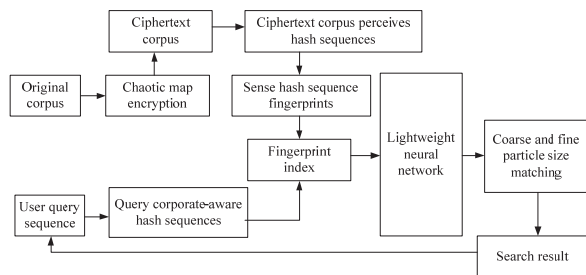 Ciphertext
corpus
Ciphertext corpus perceives
hash sequences
Original
corpus
Chaotic map
encryption
Sense hash sequence
fingerprints
Lightweight
neural
network
Coarse and fine
particle size
matching
Fingerprint
index
User query
sequence
Query corporate-aware
hash sequences
Search result